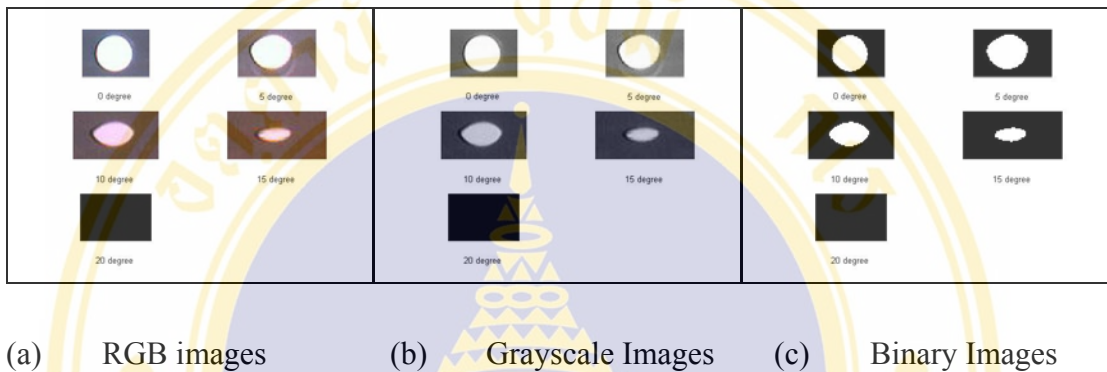 0 degree 5 degree 0 degree 5 degree 0 degree 5 degree
10 degree 15 degree 10 degree 15 degree 10 degree 15 degree
20 degree 20 degree 20 degree
(a) RGB images (b) Grayscale Images (c) Binary Images